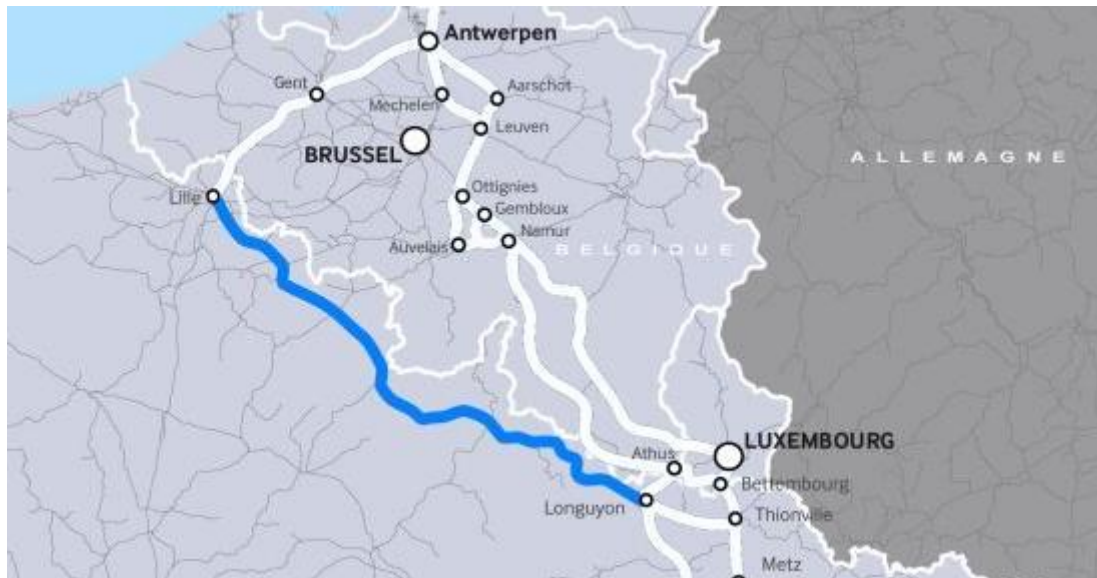 Antwerpen
Gent
Aarschot
Mechelen
Leuven
BRUSSEL
ALLEMAGNE
Ottignies
Lille
Gembloux
Namur
Auvelais
BELGIQUE
LUXEMBOURG
Athus
Bettembourg
Longuyon
Thionville
Metz